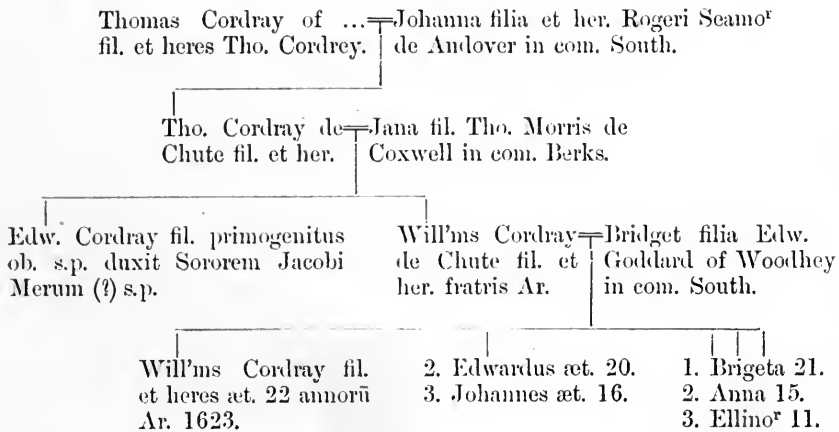 Thomas Cordray of ... Johanna filia et her. Rogeri Seamoʳ
fil. et heres Tho. Cordrey. de Andover in com. South.
Tho. Cordray de Jana fil. Tho. Morris de
Chute fil. et her. Coxwell in com. Berks.
Edw. Cordray fil. primogenitus
ob. s.p. duxit Sororem Jacobi
Merum (?) s.p.
Will'ms Cordray
de Chute fil. et
her. fratris Ar.
Bridget filia Edw.
Goddard of Woodhey
in com. South.
Will'ms Cordray fil.
et heres æt. 22 annorū
Ar. 1623.
2. Edwardus æt. 20.
3. Johannes æt. 16.
1. Brigeta 21.
2. Anna 15.
3. Ellinoʳ 11.